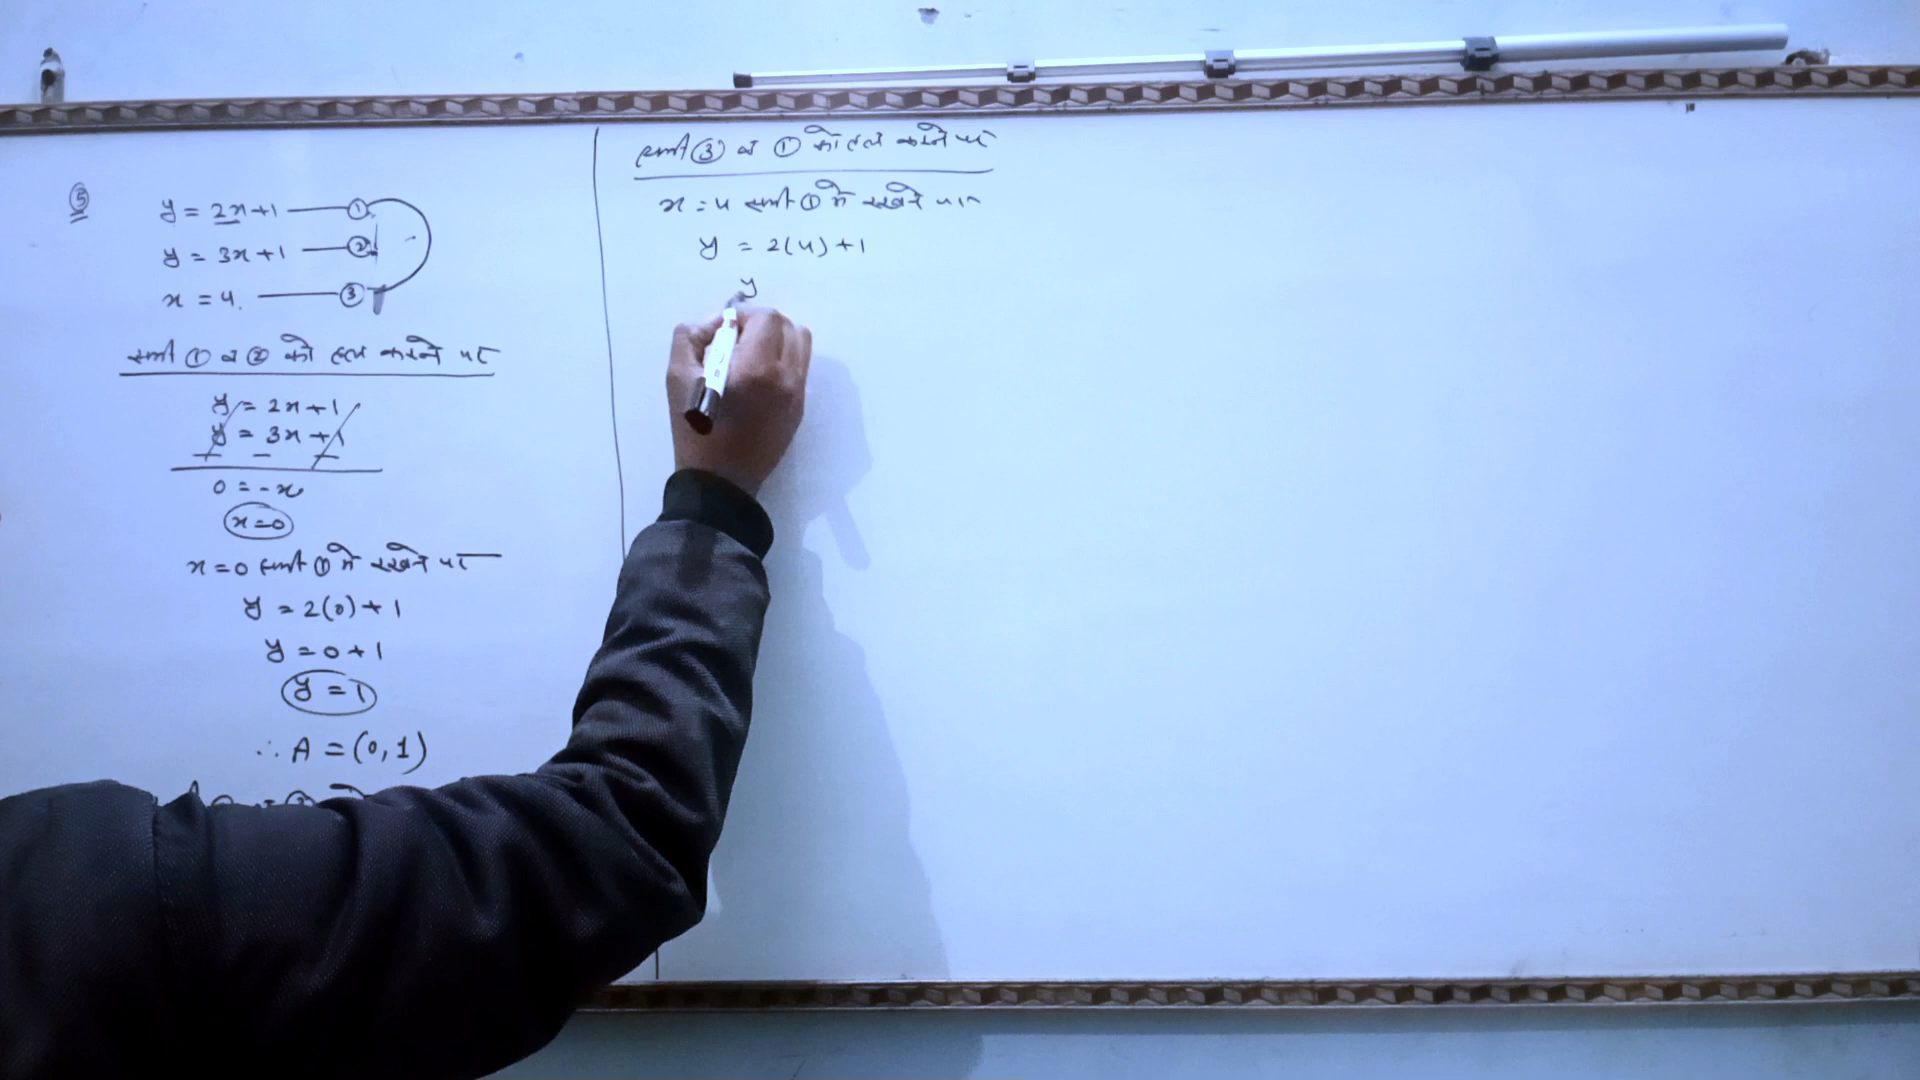 ⑤
y = 2x+1 —— ①
y = 3x+1 —— ②
x = 4. —— ③
समी ① व ② को हल करने पर
y = 2x+1
y = 3x+1
– – –
0 = -x
x=0
x=0 समी ① में रखने पर
y = 2(0)+1
y = 0+1
y = 1
∴ A = (0,1)
समी ③ व ① को हल करने पर
x = 4 समी ① में रखने पर
y = 2(4)+1
y